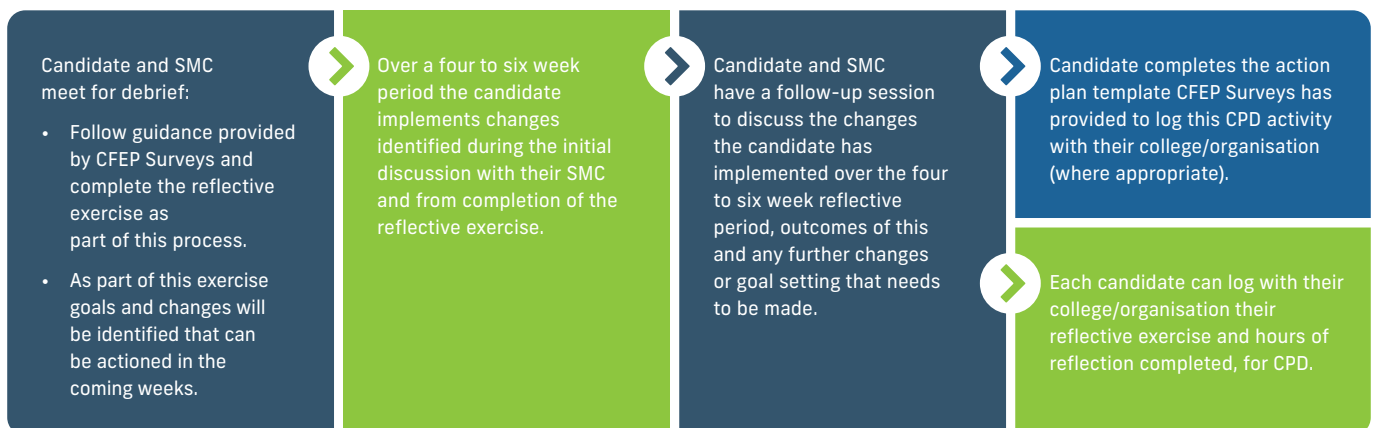 Candidate and SMC
meet for debrief:
• Follow guidance provided
by CFEP Surveys and
complete the reflective
exercise as
part of this process.
• As part of this exercise
goals and changes will
be identified that can
be actioned in the
coming weeks.
Over a four to six week
period the candidate
implements changes
identified during the initial
discussion with their SMC
and from completion of the
reflective exercise.
Candidate and SMC
have a follow-up session
to discuss the changes
the candidate has
implemented over the four
to six week reflective
period, outcomes of this
and any further changes
or goal setting that needs
to be made.
Candidate completes the action
plan template CFEP Surveys has
provided to log this CPD activity
with their college/organisation
(where appropriate).
Each candidate can log with their
college/organisation their
reflective exercise and hours of
reflection completed, for CPD.